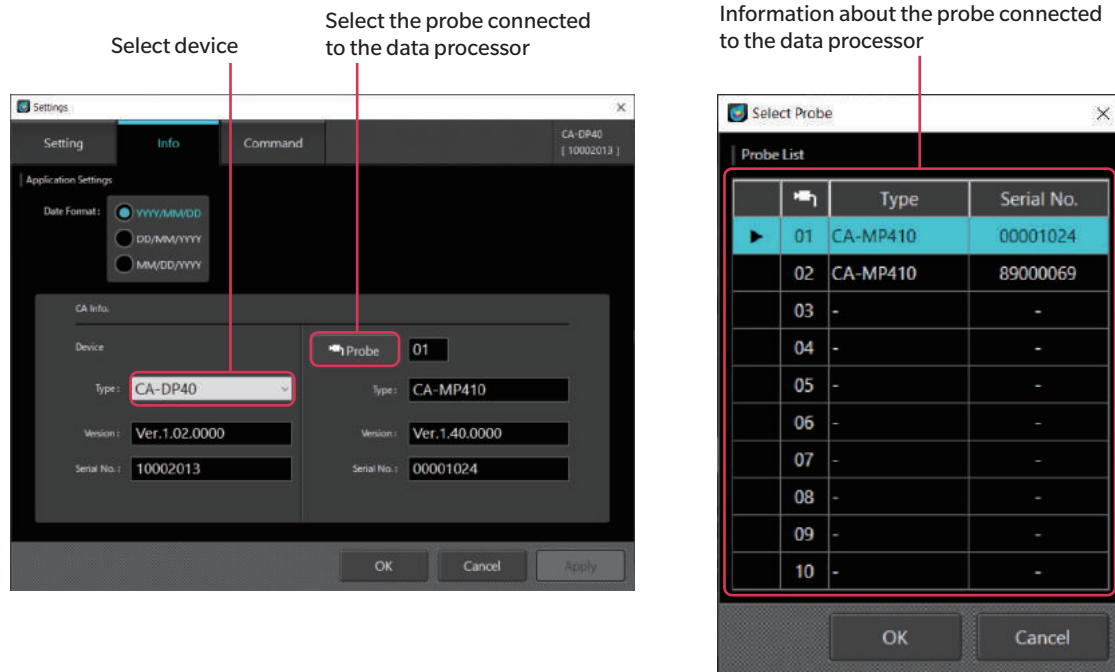 Select device
Select the probe connected
to the data processor
Information about the probe connected
to the data processor
Settings
Setting Info Command CA-DP40
[ 10002013 ]
Application Settings
Date Format : YYYY/MM/DD
DD/MM/YYYY
MM/DD/YYYY
CA Info.
Device Probe 01
Type : CA-DP40 Type : CA-MP410
Version : Ver.1.02.0000 Version : Ver.1.40.0000
Serial No. : 10002013 Serial No. : 00001024
OK Cancel Apply
Select Probe
Probe List
Type Serial No.
01 CA-MP410 00001024
02 CA-MP410 89000069
03 - -
04 - -
05 - -
06 - -
07 - -
08 - -
09 - -
10 - -
OK Cancel